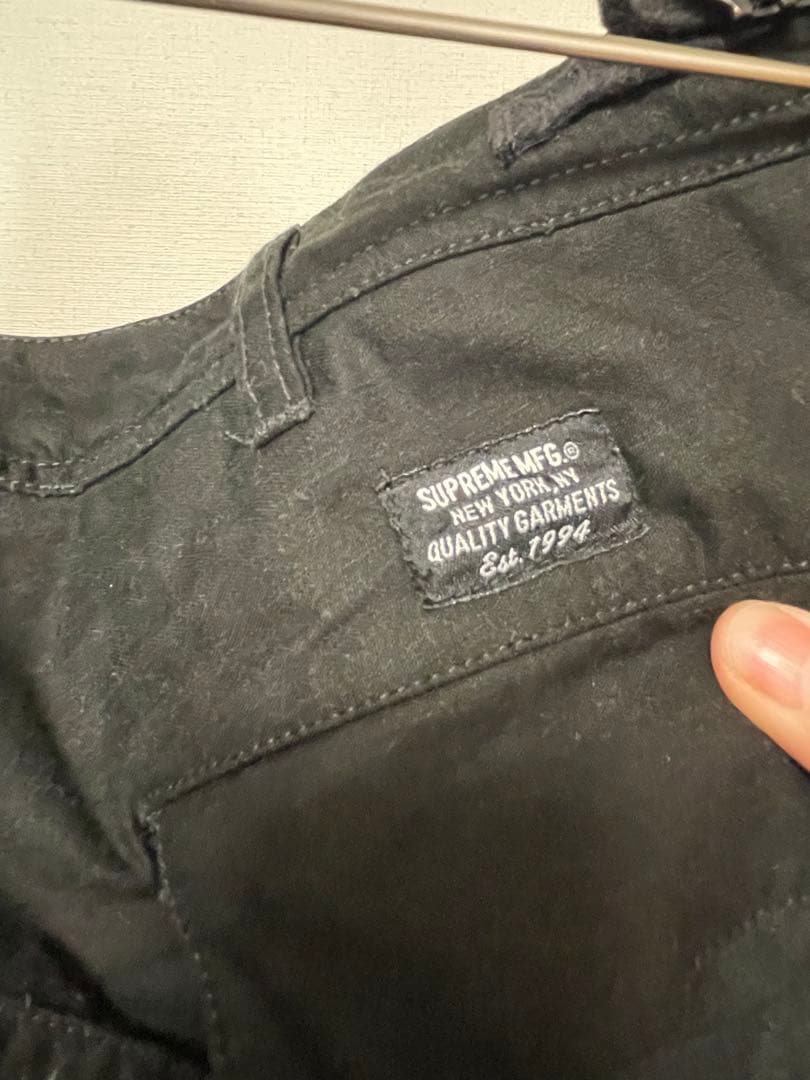 SUPREME MFG.©
NEW YORK, NY
QUALITY GARMENTS
Est. 1994